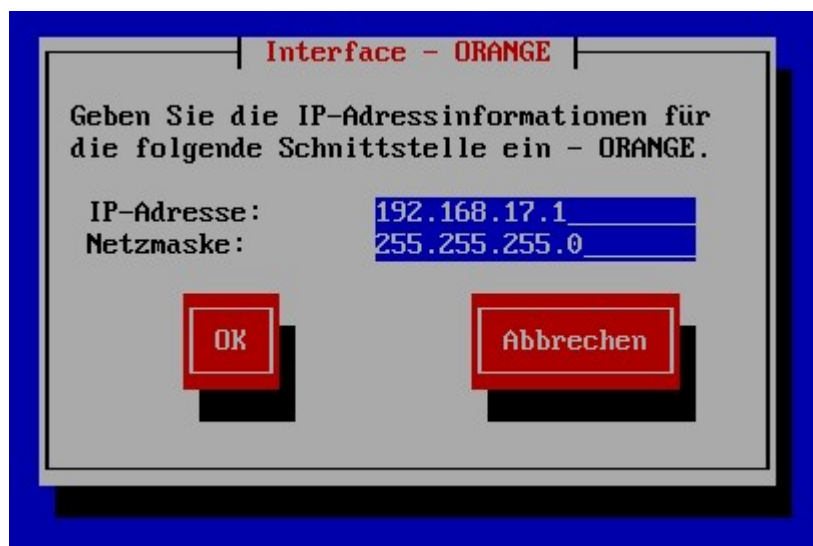 Interface - ORANGE
Geben Sie die IP-Adressinformationen für
die folgende Schnittstelle ein - ORANGE.
IP-Adresse: 192.168.17.1
Netzmaske: 255.255.255.0
OK Abbrechen